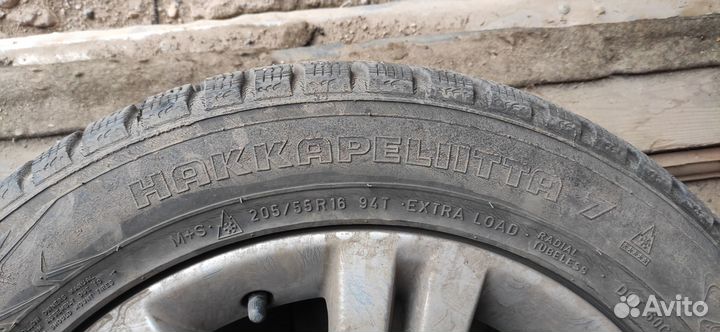 HAKKAPELIITTA 7
M+S 205/55R16 94T · EXTRA LOAD · RADIAL TUBELESS
Avito